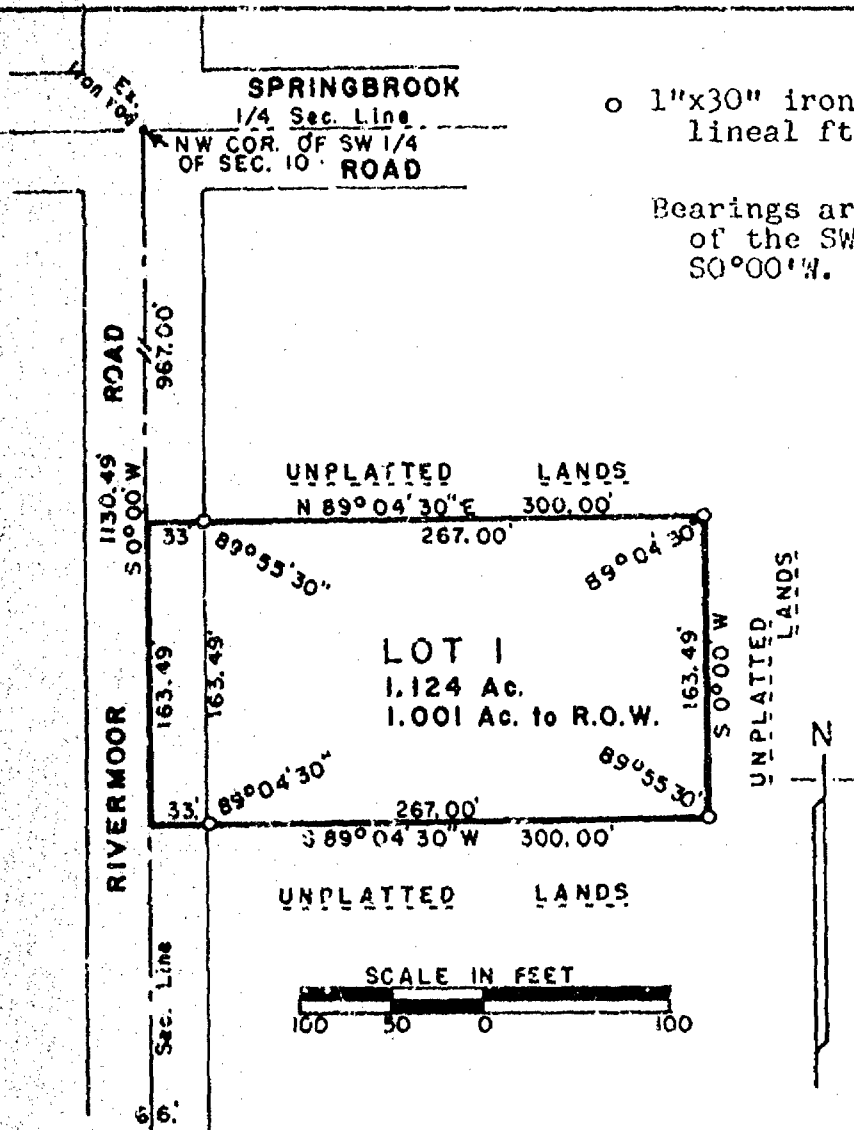 Ex.
Iron rod
SPRINGBROOK
1/4 Sec. Line
NW COR. OF SW 1/4
OF SEC. 10
ROAD
o 1"x30" iron
lineal ft
Bearings ar
of the SW
S0°00'W.
ROAD
967.00'
1130.49'
S 0°00' W
UNPLATTED LANDS
N 89°04'30"E 300.00'
33'
267.00'
89°55'30"
89°04'30"
LOT 1
1.124 Ac.
1.001 Ac. to R.O.W.
163.49'
163.49'
163.49'
S 0°00' W
UNPLATTED
LANDS
N
RIVERMOOR
89°04'30"
89°55'30"
33'
267.00'
S 89°04'30"W 300.00'
UNPLATTED LANDS
SCALE IN FEET
100 50 0 100
Sec. Line
66'